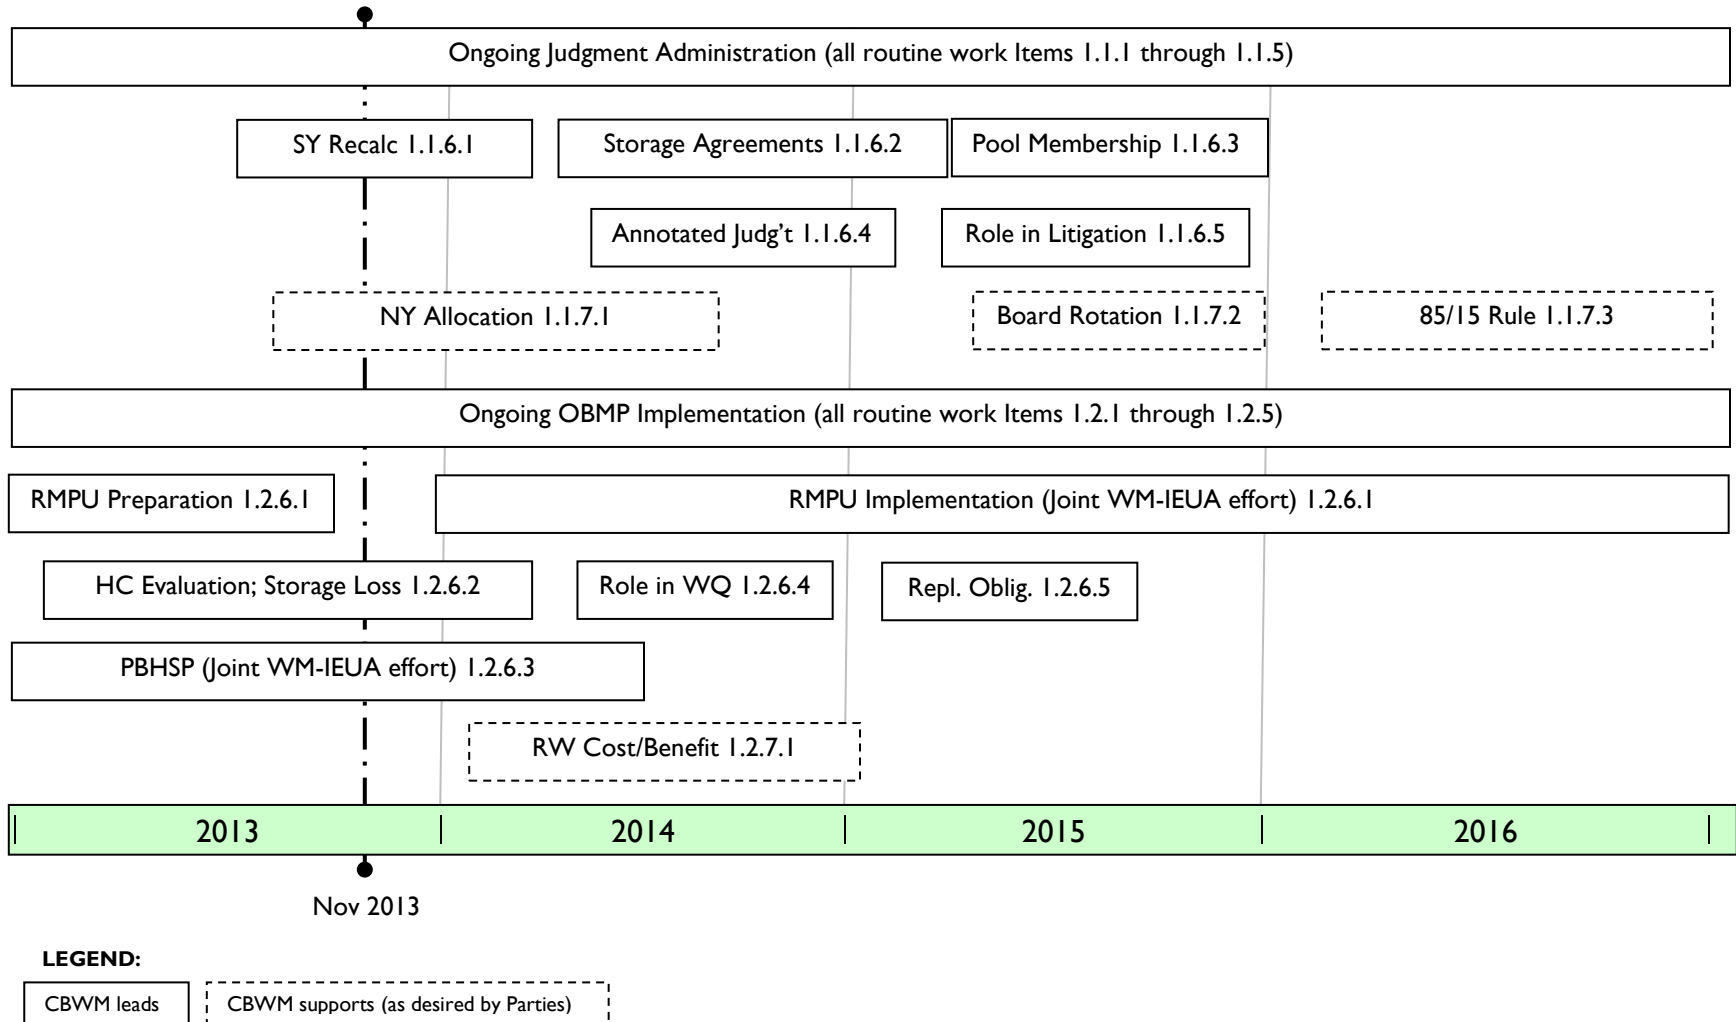 Ongoing Judgment Administration (all routine work Items 1.1.1 through 1.1.5)
SY Recalc 1.1.6.1
Storage Agreements 1.1.6.2
Pool Membership 1.1.6.3
Annotated Judg't 1.1.6.4
Role in Litigation 1.1.6.5
NY Allocation 1.1.7.1
Board Rotation 1.1.7.2
85/15 Rule 1.1.7.3
Ongoing OBMP Implementation (all routine work Items 1.2.1 through 1.2.5)
RMPU Preparation 1.2.6.1
RMPU Implementation (Joint WM-IEUA effort) 1.2.6.1
HC Evaluation; Storage Loss 1.2.6.2
Role in WQ 1.2.6.4
Repl. Oblig. 1.2.6.5
PBHSP (Joint WM-IEUA effort) 1.2.6.3
RW Cost/Benefit 1.2.7.1
2013
2014
2015
2016
Nov 2013
LEGEND:
CBWM leads
CBWM supports (as desired by Parties)